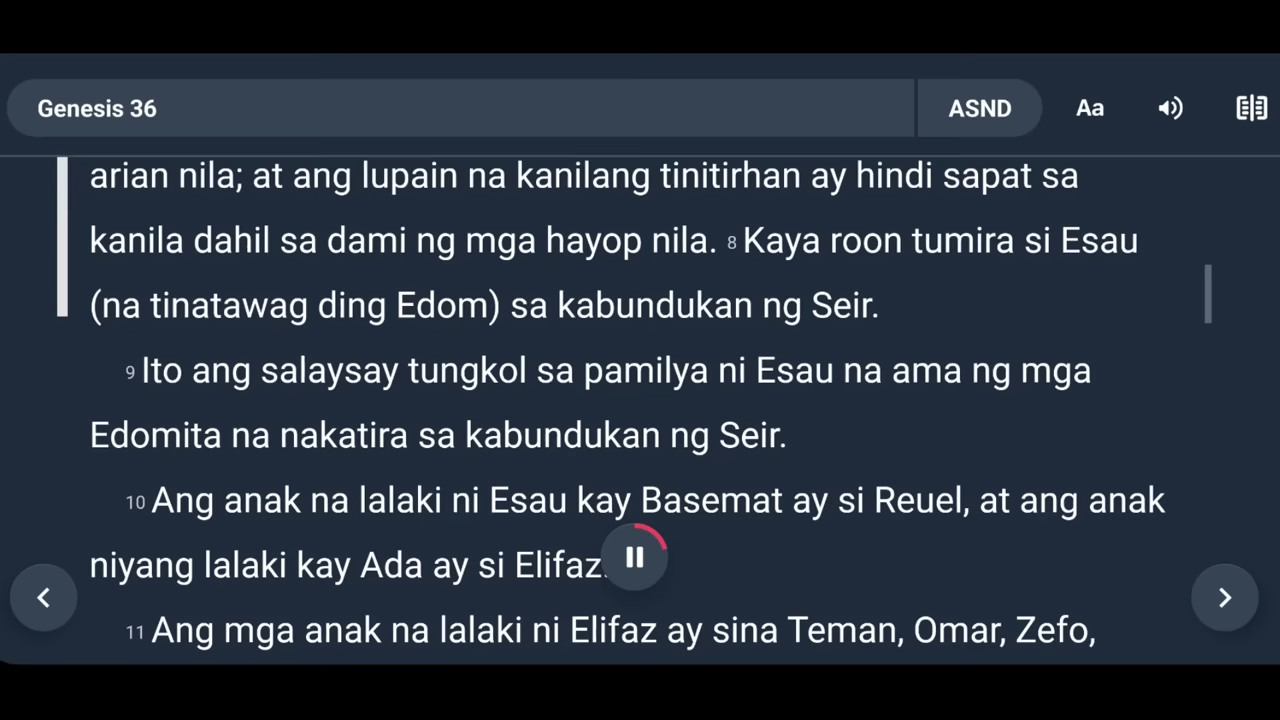 Genesis 36
ASND
Aa
arian nila; at ang lupain na kanilang tinitirhan ay hindi sapat sa
kanila dahil sa dami ng mga hayop nila. 8 Kaya roon tumira si Esau
(na tinatawag ding Edom) sa kabundukan ng Seir.
9 Ito ang salaysay tungkol sa pamilya ni Esau na ama ng mga
Edomita na nakatira sa kabundukan ng Seir.
10 Ang anak na lalaki ni Esau kay Basemat ay si Reuel, at ang anak
niyang lalaki kay Ada ay si Elifaz.
11 Ang mga anak na lalaki ni Elifaz ay sina Teman, Omar, Zefo,